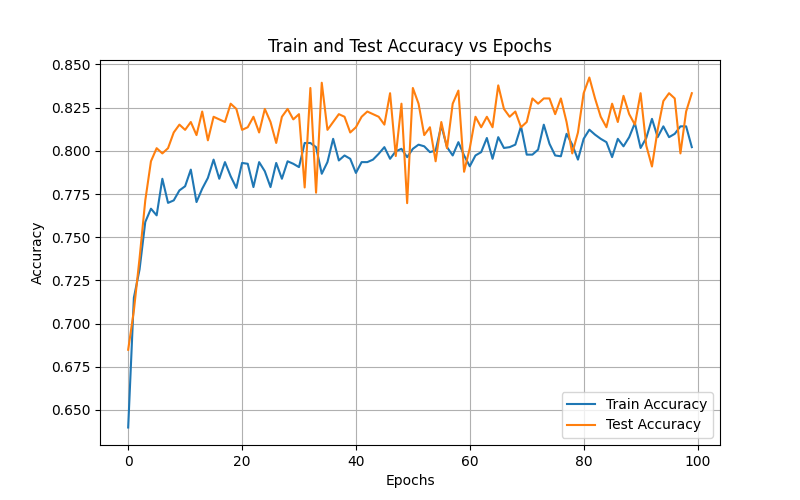 Train and Test Accuracy vs Epochs
0.850
0.825
0.800
0.775
0.750
0.725
0.700
0.675
0.650
Accuracy
0 20 40 60 80 100
Epochs
Train Accuracy
Test Accuracy